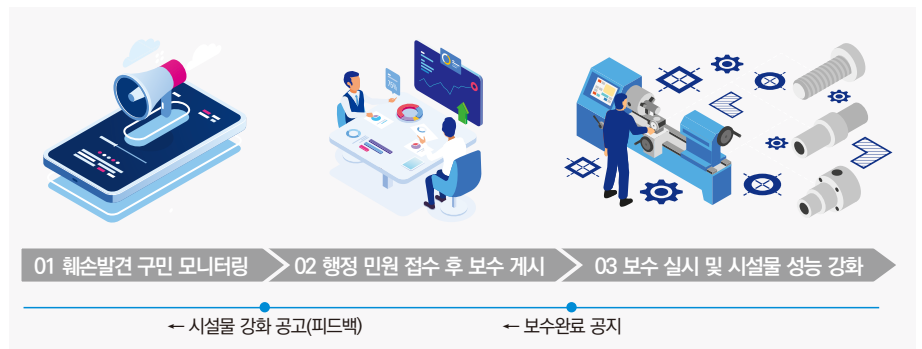 01 훼손발견 구민 모니터링
02 행정 민원 접수 후 보수 게시
03 보수 실시 및 시설물 성능 강화
← 시설물 강화 공고(피드백)
← 보수완료 공지